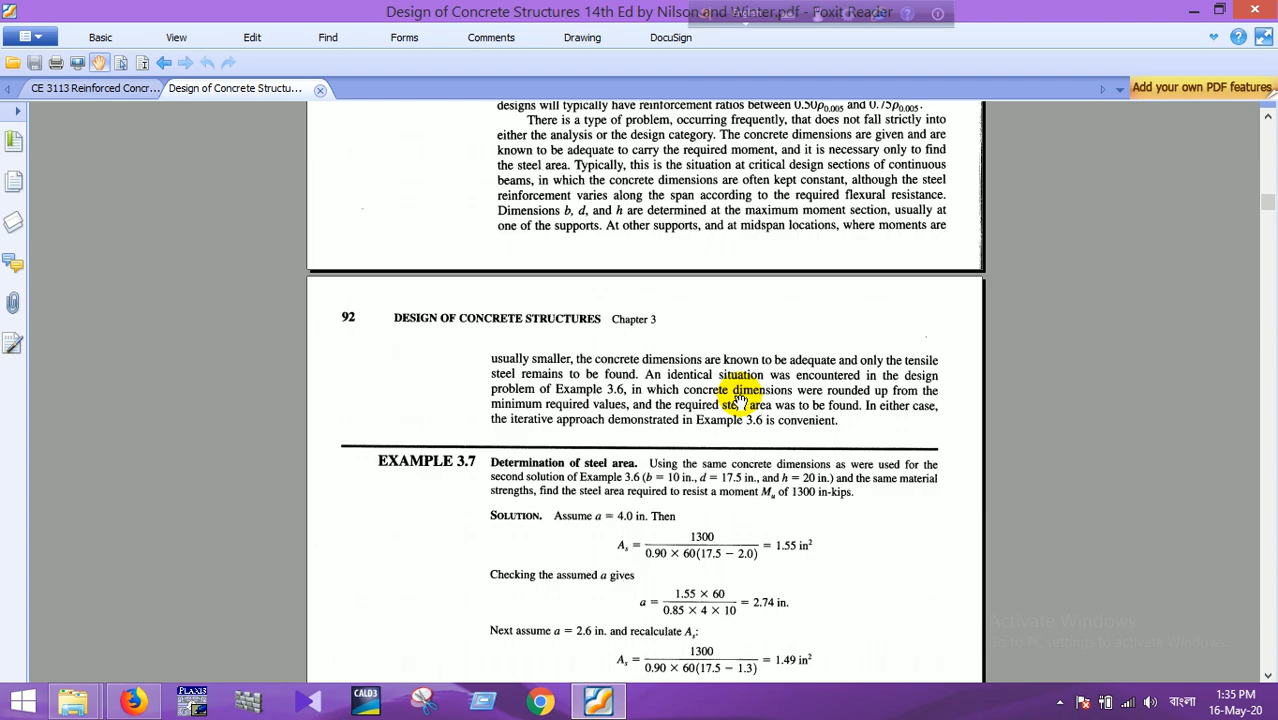 Design of Concrete Structures 14th Ed by Nilson and Winter.pdf - Foxit Reader
Basic View Edit Find Forms Comments Drawing DocuSign
CE 3113 Reinforced Concr... Design of Concrete Structu...
Add your own PDF features
designs will typically have reinforcement ratios between 0.50ρ0.005 and 0.75ρ0.005.
There is a type of problem, occurring frequently, that does not fall strictly into
either the analysis or the design category. The concrete dimensions are given and are
known to be adequate to carry the required moment, and it is necessary only to find
the steel area. Typically, this is the situation at critical design sections of continuous
beams, in which the concrete dimensions are often kept constant, although the steel
reinforcement varies along the span according to the required flexural resistance.
Dimensions b, d, and h are determined at the maximum moment section, usually at
one of the supports. At other supports, and at midspan locations, where moments are
92 DESIGN OF CONCRETE STRUCTURES Chapter 3
usually smaller, the concrete dimensions are known to be adequate and only the tensile
steel remains to be found. An identical situation was encountered in the design
problem of Example 3.6, in which concrete dimensions were rounded up from the
minimum required values, and the required steel area was to be found. In either case,
the iterative approach demonstrated in Example 3.6 is convenient.
EXAMPLE 3.7 Determination of steel area. Using the same concrete dimensions as were used for the
second solution of Example 3.6 (b = 10 in., d = 17.5 in., and h = 20 in.) and the same material
strengths, find the steel area required to resist a moment Mu of 1300 in-kips.
SOLUTION. Assume a = 4.0 in. Then
As = 1300 / 0.90 × 60(17.5 − 2.0) = 1.55 in²
Checking the assumed a gives
a = 1.55 × 60 / 0.85 × 4 × 10 = 2.74 in.
Next assume a = 2.6 in. and recalculate As:
As = 1300 / 0.90 × 60(17.5 − 1.3) = 1.49 in²
Activate Windows
Go to PC settings to activate Windows.
PLAXIS
CALD3
বাংলা
1:35 PM
16-May-20